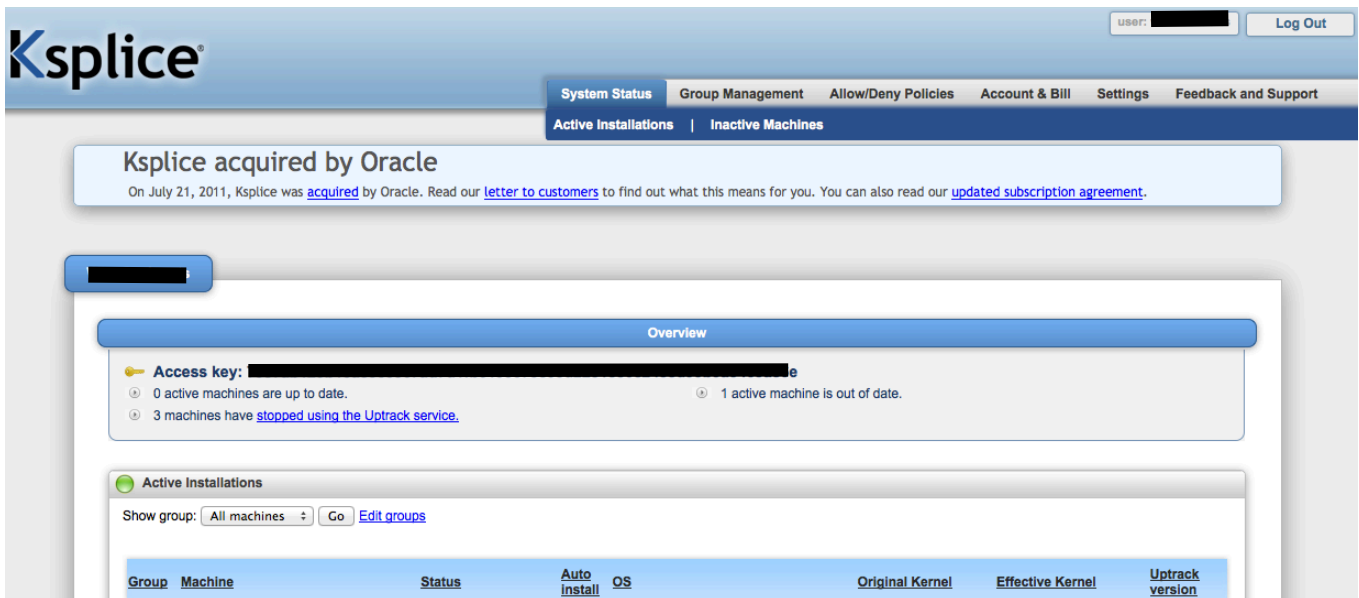 user:
Log Out
Ksplice®
System Status Group Management Allow/Deny Policies Account & Bill Settings Feedback and Support
Active Installations | Inactive Machines
Ksplice acquired by Oracle
On July 21, 2011, Ksplice was acquired by Oracle. Read our letter to customers to find out what this means for you. You can also read our updated subscription agreement.
Overview
Access key:
0 active machines are up to date.
1 active machine is out of date.
3 machines have stopped using the Uptrack service.
Active Installations
Show group: All machines Go Edit groups
Group Machine Status Auto install OS Original Kernel Effective Kernel Uptrack version